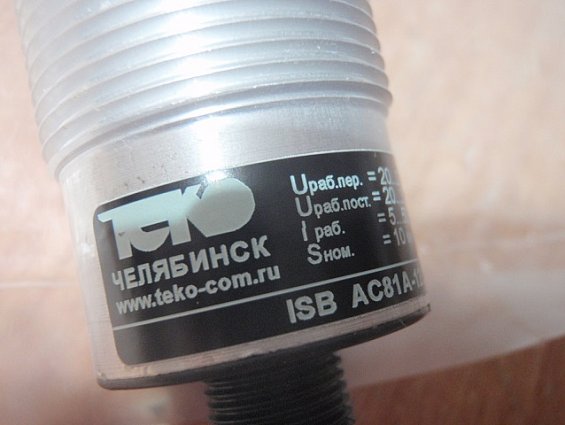 ТЕКО
ЧЕЛЯБИНСК
www.teko-com.ru
Uраб.пер. = 20
Uраб.пост. = 20
I раб. = 5...
Sном. = 10
ISB AC81A-